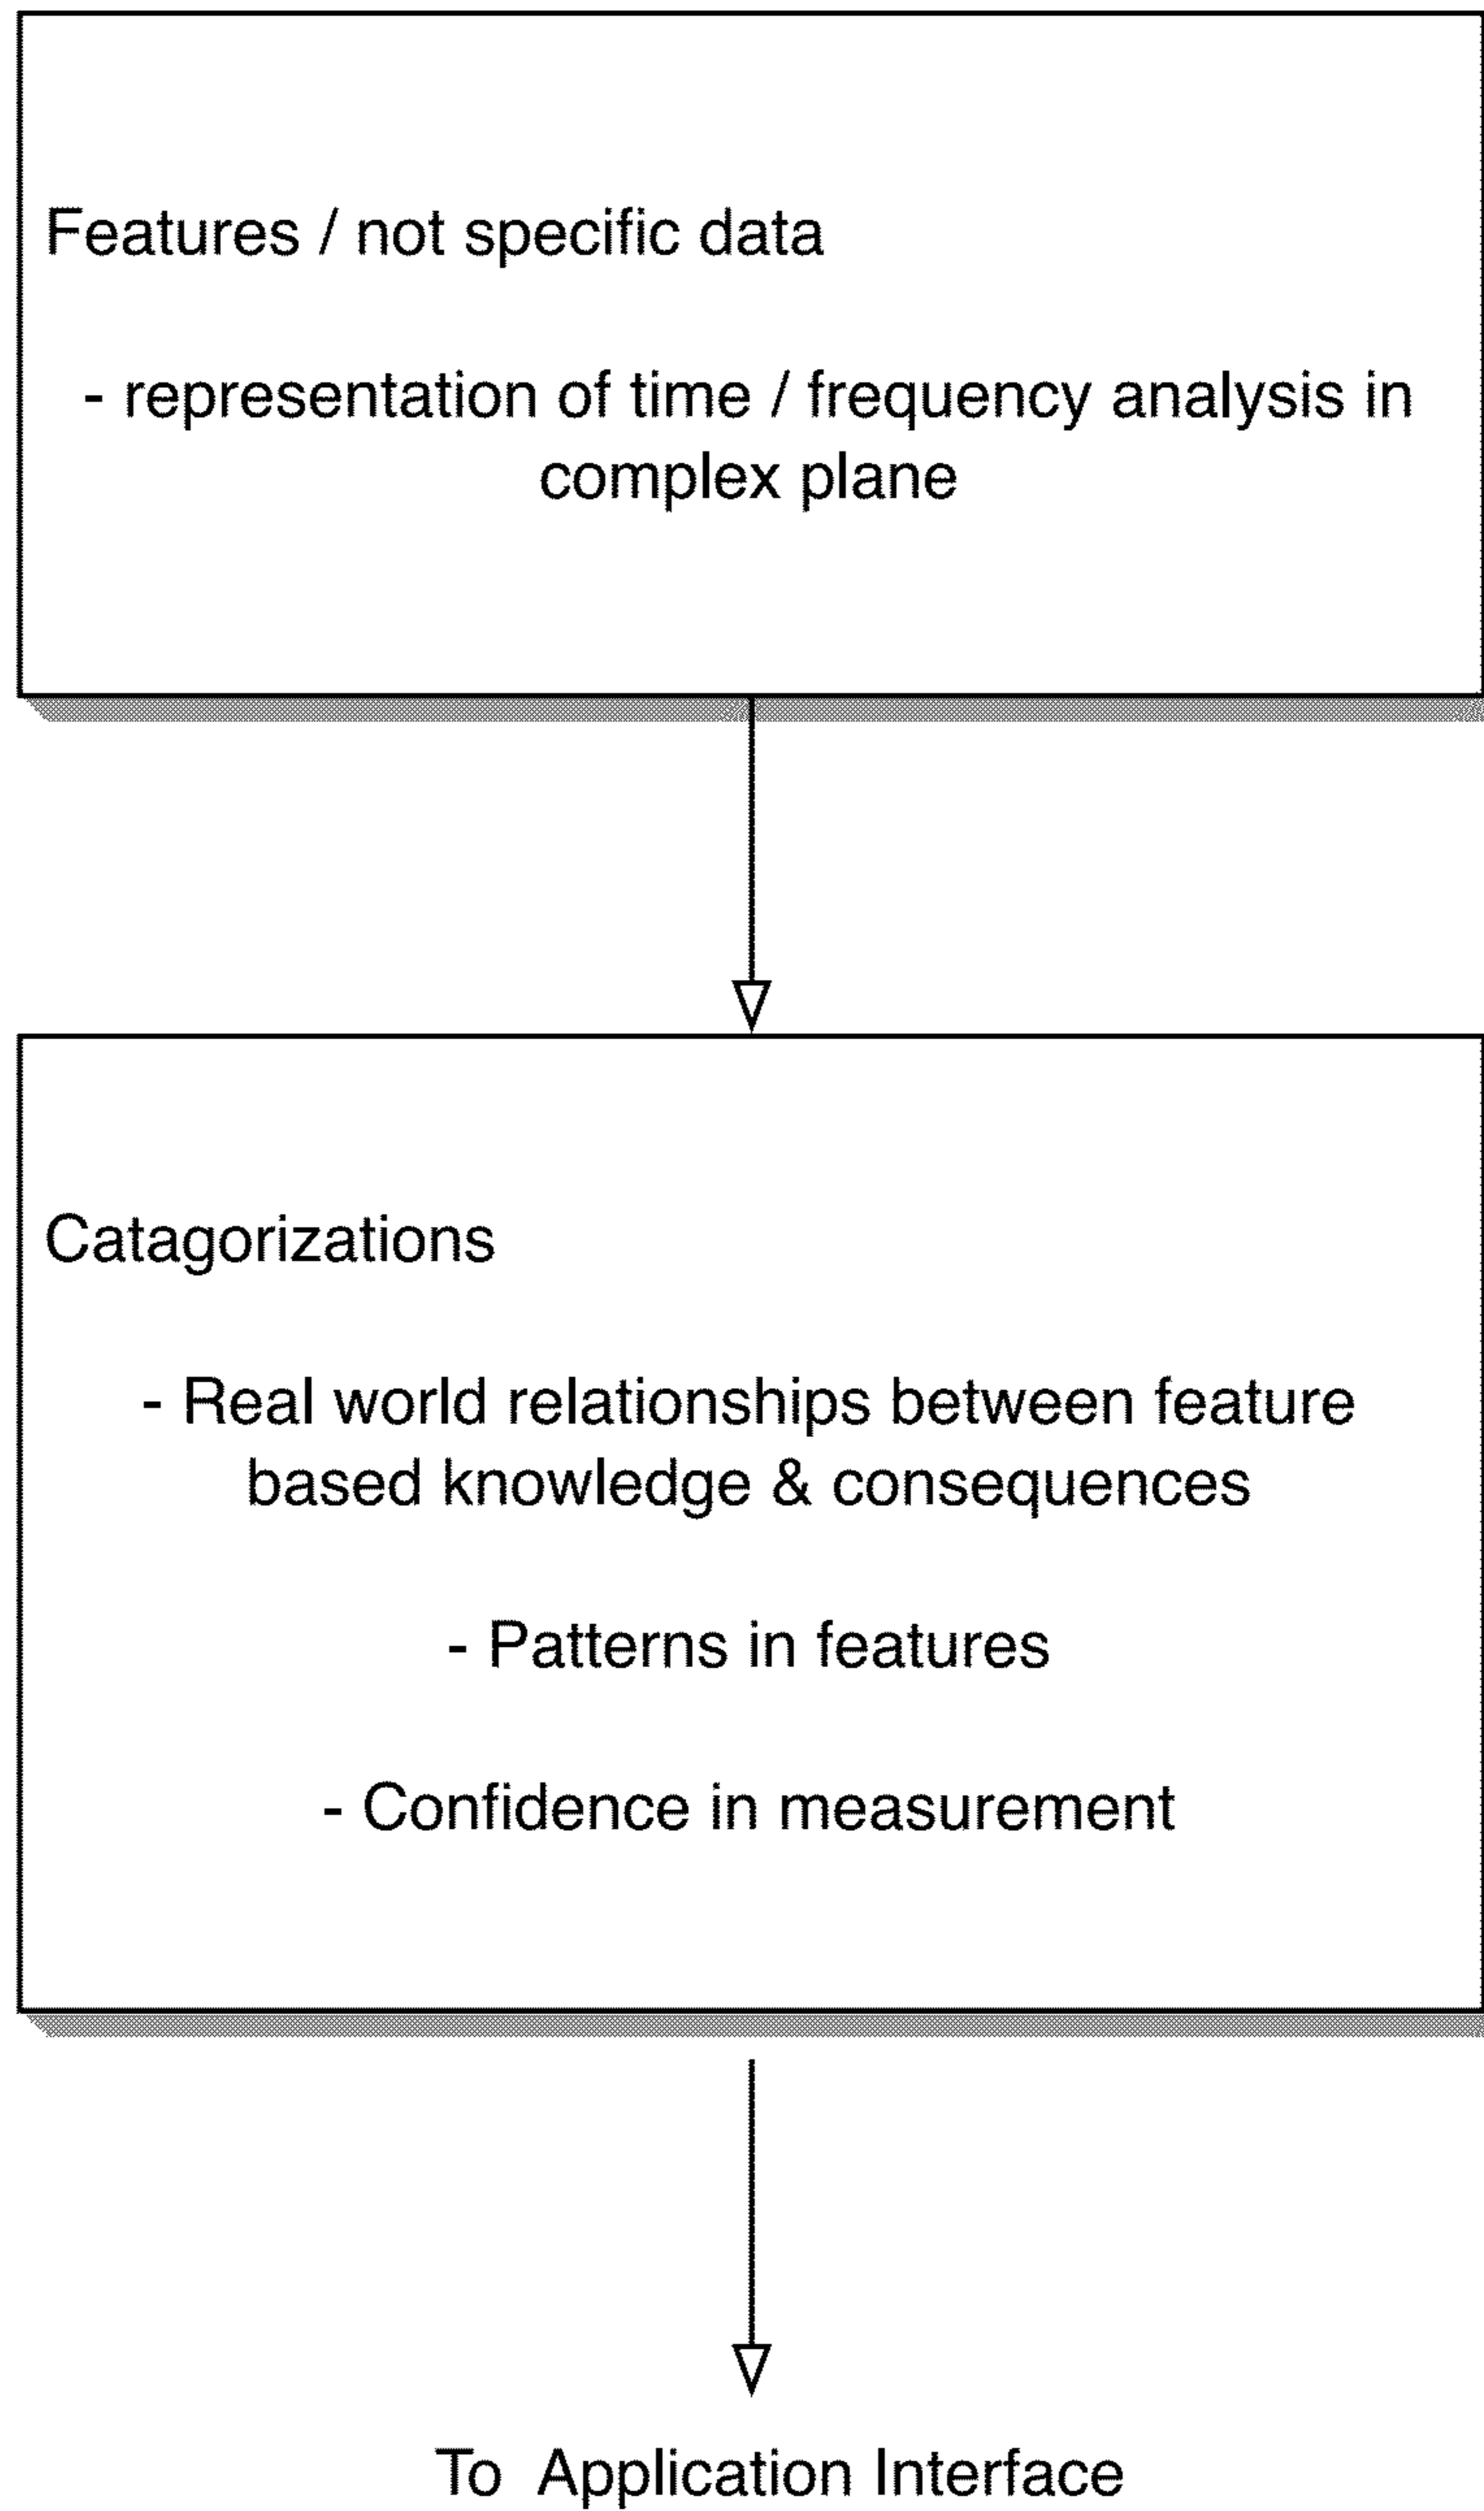 Features / not specific data
- representation of time / frequency analysis in
complex plane
Catagorizations
- Real world relationships between feature
based knowledge & consequences
- Patterns in features
- Confidence in measurement
To Application Interface